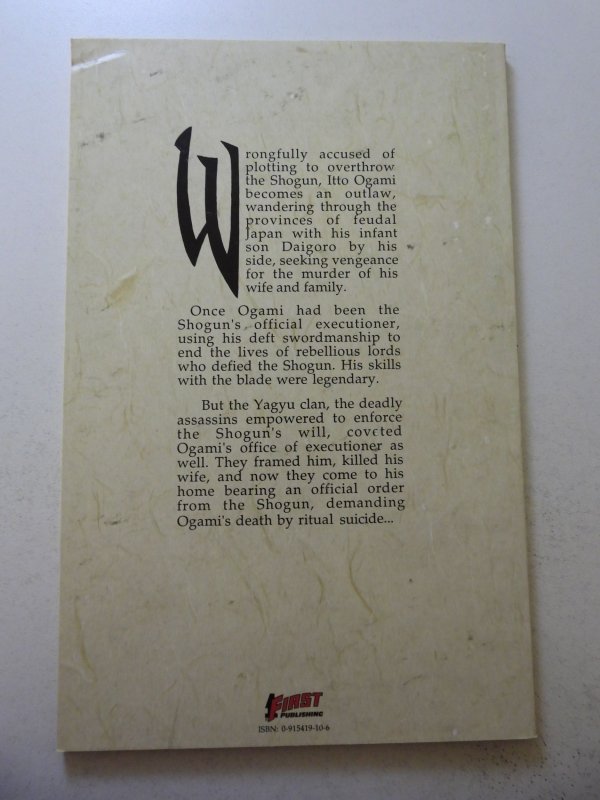 Wrongfully accused of
plotting to overthrow
the Shogun, Itto Ogami
becomes an outlaw,
wandering through the
provinces of feudal
Japan with his infant
son Daigoro by his
side, seeking vengeance
for the murder of his
wife and family.
Once Ogami had been the
Shogun's official executioner,
using his deft swordmanship to
end the lives of rebellious lords
who defied the Shogun. His skills
with the blade were legendary.
But the Yagyu clan, the deadly
assassins empowered to enforce
the Shogun's will, coveted
Ogami's office of executioner as
well. They framed him, killed his
wife, and now they come to his
home bearing an official order
from the Shogun, demanding
Ogami's death by ritual suicide...
FIRST
PUBLISHING
ISBN: 0-915419-10-6